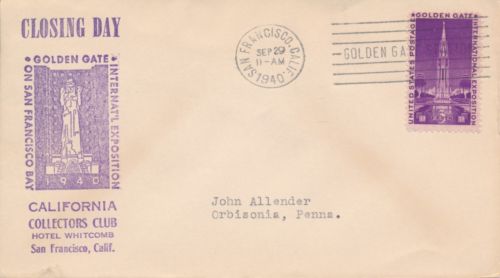 CLOSING DAY
GOLDEN GATE
INTERNAT'L EXPOSITION
ON SAN FRANCISCO BAY
1940
CALIFORNIA
COLLECTORS CLUB
HOTEL WHITCOMB
San Francisco, Calif.
SAN FRANCISCO, CALIF.
SEP 29
11-AM
1940
GOLDEN GA
GOLDEN GATE
INTERNATIONAL EXPOSITION
UNITED STATES POSTAGE
John Allender
Orbisonia, Penna.